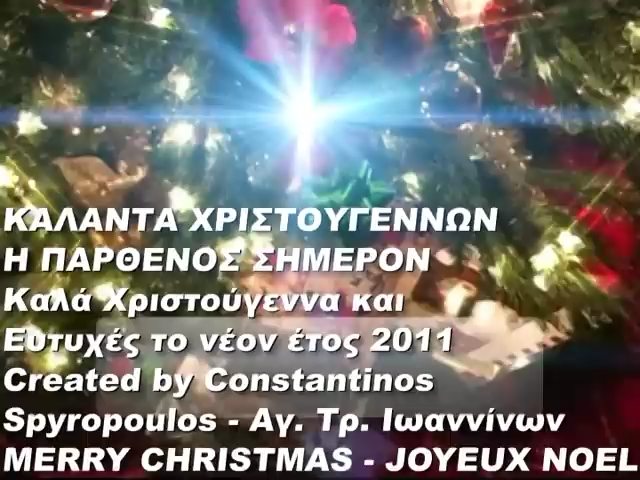 ΚΑΛΑΝΤΑ ΧΡΙΣΤΟΥΓΕΝΝΩΝ
Η ΠΑΡΘΕΝΟΣ ΣΗΜΕΡΟΝ
Καλά Χριστούγεννα και
Ευτυχές το νέον έτος 2011
Created by Constantinos
Spyropoulos - Αγ. Τρ. Ιωαννίνων
MERRY CHRISTMAS - JOYEUX NOEL